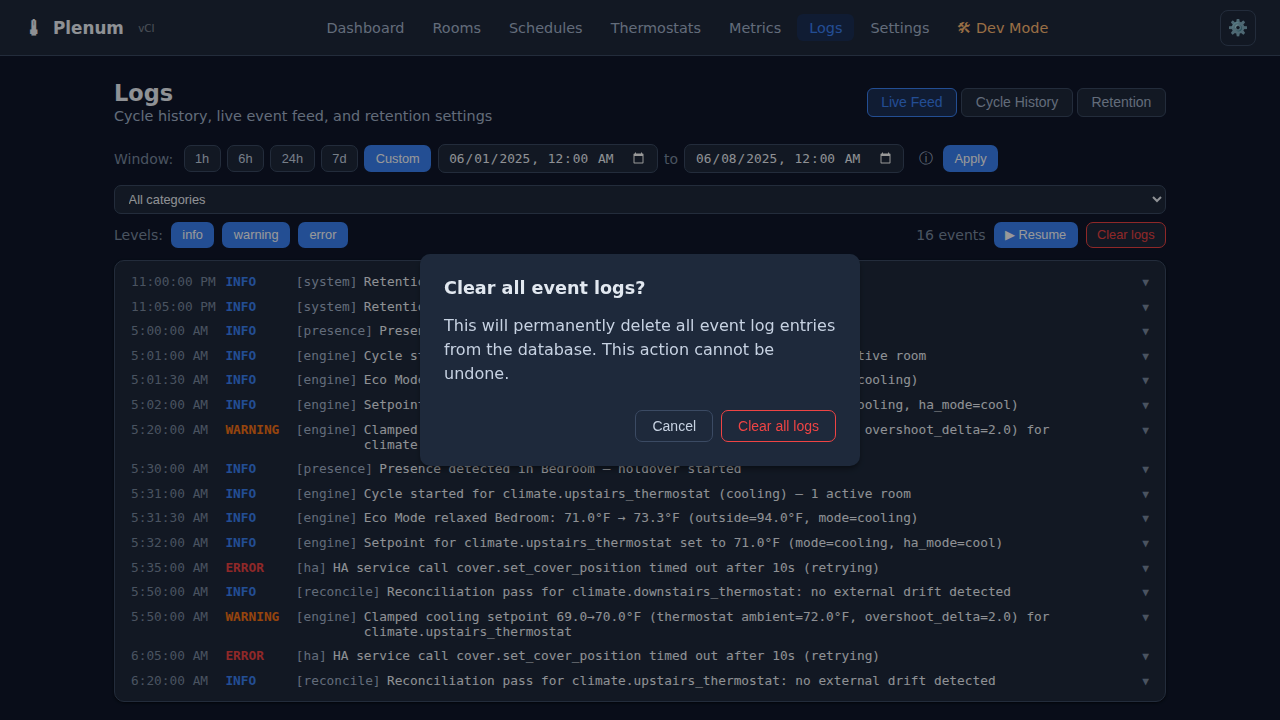 Plenum vCI Dashboard Rooms Schedules Thermostats Metrics Logs Settings 🛠 Dev Mode
Logs
Cycle history, live event feed, and retention settings
Live Feed Cycle History Retention
Window: 1h 6h 24h 7d Custom 06/01/2025, 12:00 AM to 06/08/2025, 12:00 AM ⓘ Apply
All categories
Levels: info warning error 16 events ▶ Resume Clear logs
Clear all event logs?
This will permanently delete all event log entries
from the database. This action cannot be
undone.
Cancel Clear all logs
11:00:00 PM INFO [system] ▼
11:05:00 PM INFO [system] ▼
5:00:00 AM INFO [presence] ▼
5:01:00 AM INFO [engine] Cycle room ▼
5:01:30 AM INFO [engine] Eco cooling) ▼
5:02:00 AM INFO [engine] ha_mode=cool) ▼
5:20:00 AM WARNING [engine] Clamped overshoot_delta=2.0) for ▼
climate
5:30:00 AM INFO [presence] Presence detected in Bedroom — holdover started ▼
5:31:00 AM INFO [engine] Cycle started for climate.upstairs_thermostat (cooling) — 1 active room ▼
5:31:30 AM INFO [engine] Eco Mode relaxed Bedroom: 71.0°F → 73.3°F (outside=94.0°F, mode=cooling) ▼
5:32:00 AM INFO [engine] Setpoint for climate.upstairs_thermostat set to 71.0°F (mode=cooling, ha_mode=cool) ▼
5:35:00 AM ERROR [ha] HA service call cover.set_cover_position timed out after 10s (retrying) ▼
5:50:00 AM INFO [reconcile] Reconciliation pass for climate.downstairs_thermostat: no external drift detected ▼
5:50:00 AM WARNING [engine] Clamped cooling setpoint 69.0→70.0°F (thermostat ambient=72.0°F, overshoot_delta=2.0) for ▼
climate.upstairs_thermostat
6:05:00 AM ERROR [ha] HA service call cover.set_cover_position timed out after 10s (retrying) ▼
6:20:00 AM INFO [reconcile] Reconciliation pass for climate.upstairs_thermostat: no external drift detected ▼